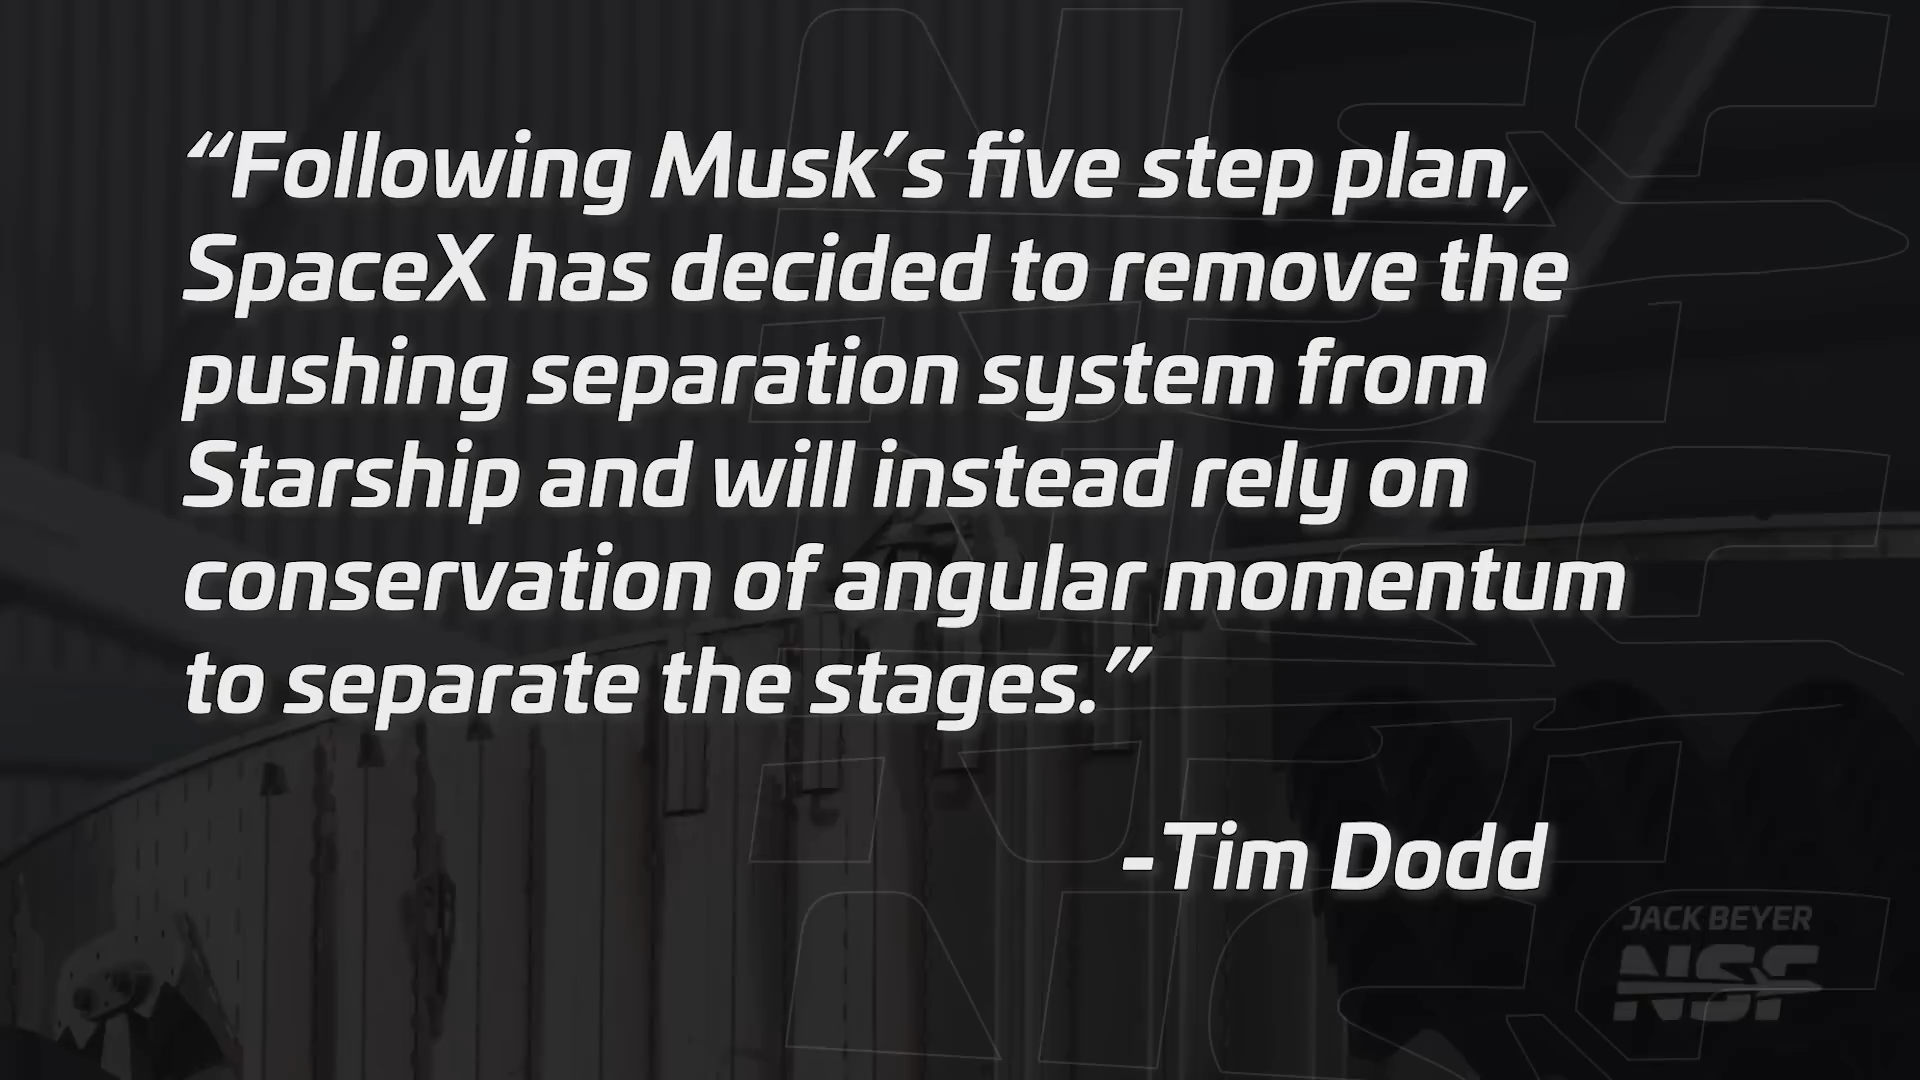 “Following Musk’s five step plan,
SpaceX has decided to remove the
pushing separation system from
Starship and will instead rely on
conservation of angular momentum
to separate the stages.”
-Tim Dodd
JACK BEYER
NSF